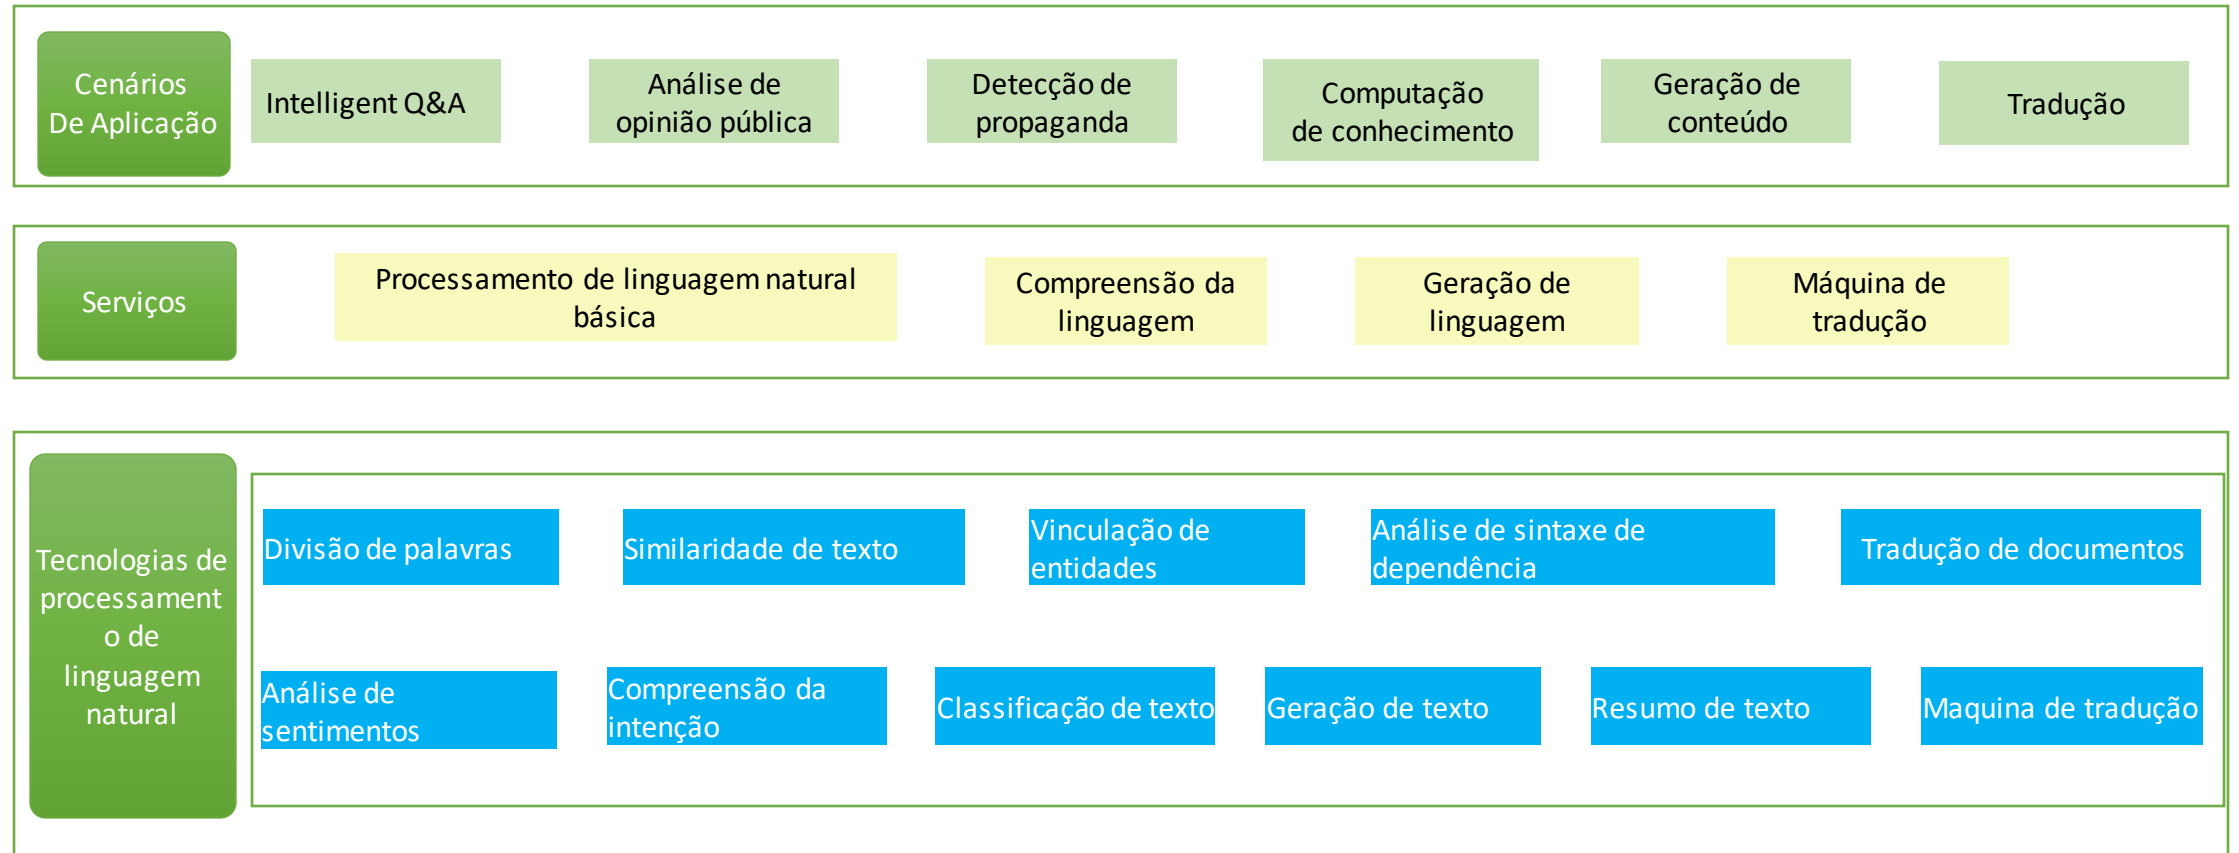 Cenários
De Aplicação
Intelligent Q&A
Análise de
opinião pública
Detecção de
propaganda
Computação
de conhecimento
Geração de
conteúdo
Tradução
Serviços
Processamento de linguagem natural
básica
Compreensão da
linguagem
Geração de
linguagem
Máquina de
tradução
Tecnologias de
processament
o de
linguagem
natural
Divisão de palavras
Similaridade de texto
Vinculação de
entidades
Análise de sintaxe de
dependência
Tradução de documentos
Análise de
sentimentos
Compreensão da
intenção
Classificação de texto
Geração de texto
Resumo de texto
Maquina de tradução